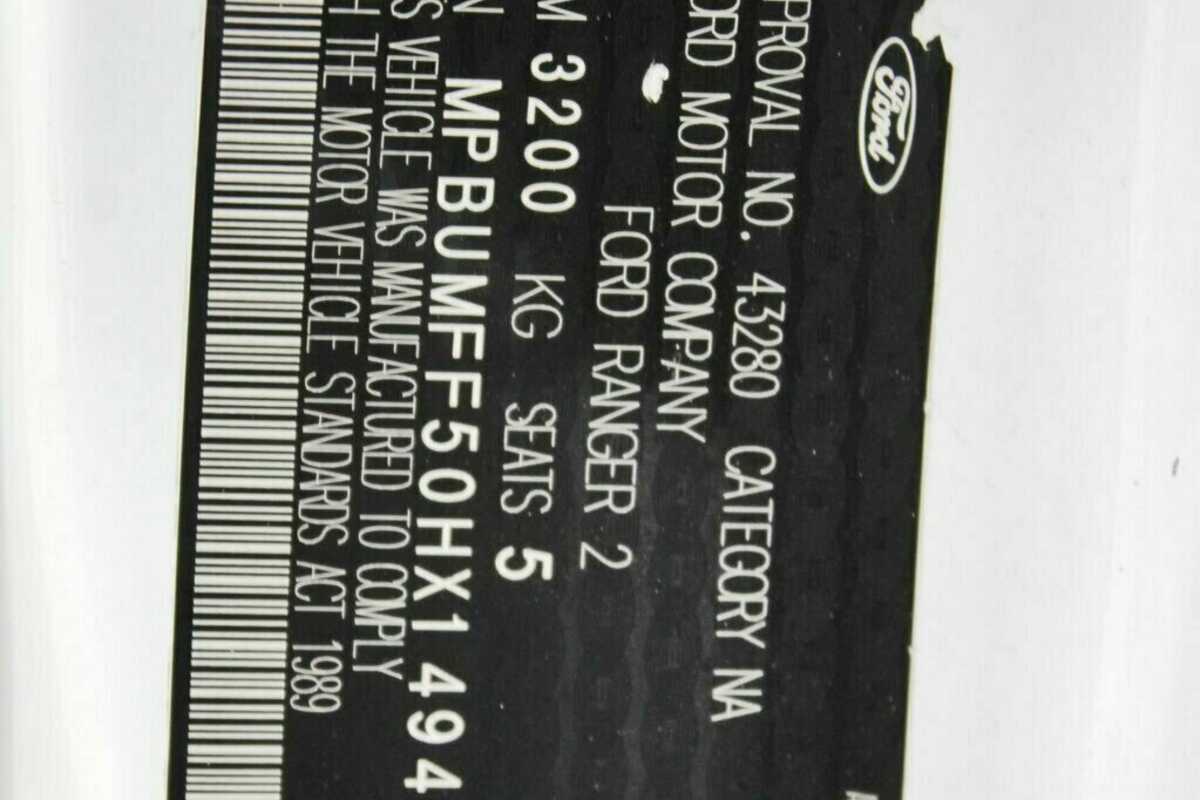 Ford
PPROVAL NO. 43280 CATEGORY NA
ORD MOTOR COMPANY
FORD RANGER 2
M 3200 KG SEATS 5
N MPBUMFF50HX1494
S VEHICLE WAS MANUFACTURED TO COMPLY
H THE MOTOR VEHICLE STANDARDS ACT 1989